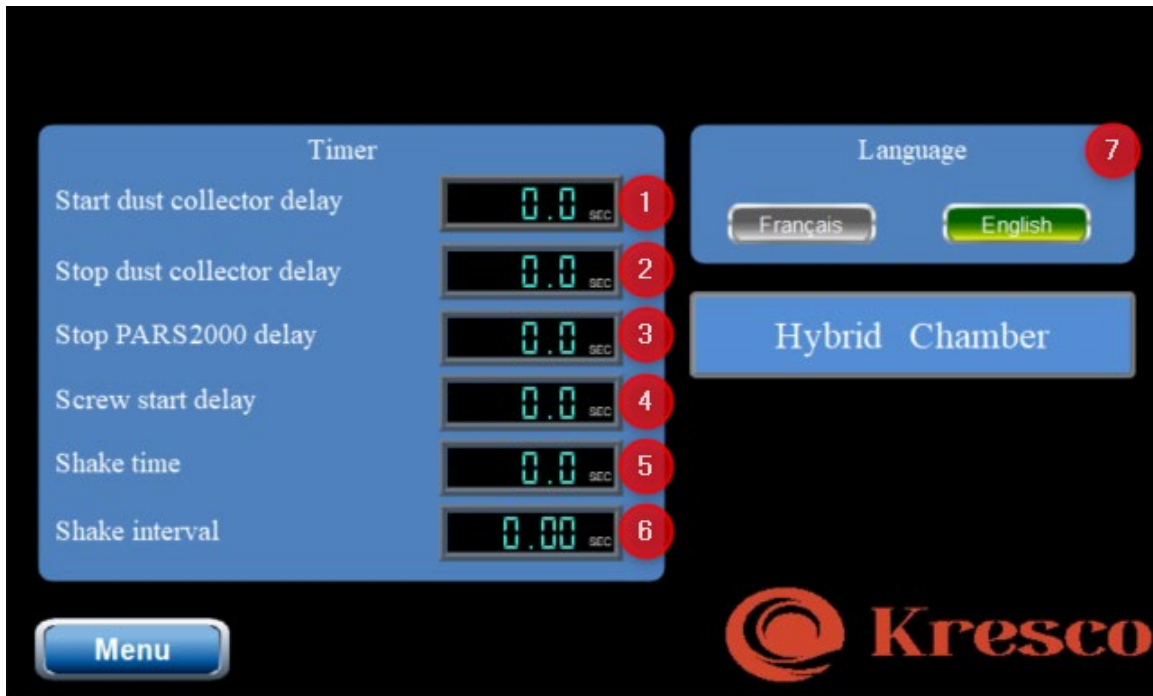 Timer
Start dust collector delay 0.0 SEC 1
Stop dust collector delay 0.0 SEC 2
Stop PARS2000 delay 0.0 SEC 3
Screw start delay 0.0 SEC 4
Shake time 0.0 SEC 5
Shake interval 0.00 SEC 6
Language 7
Français English
Hybrid Chamber
Menu
Kresco